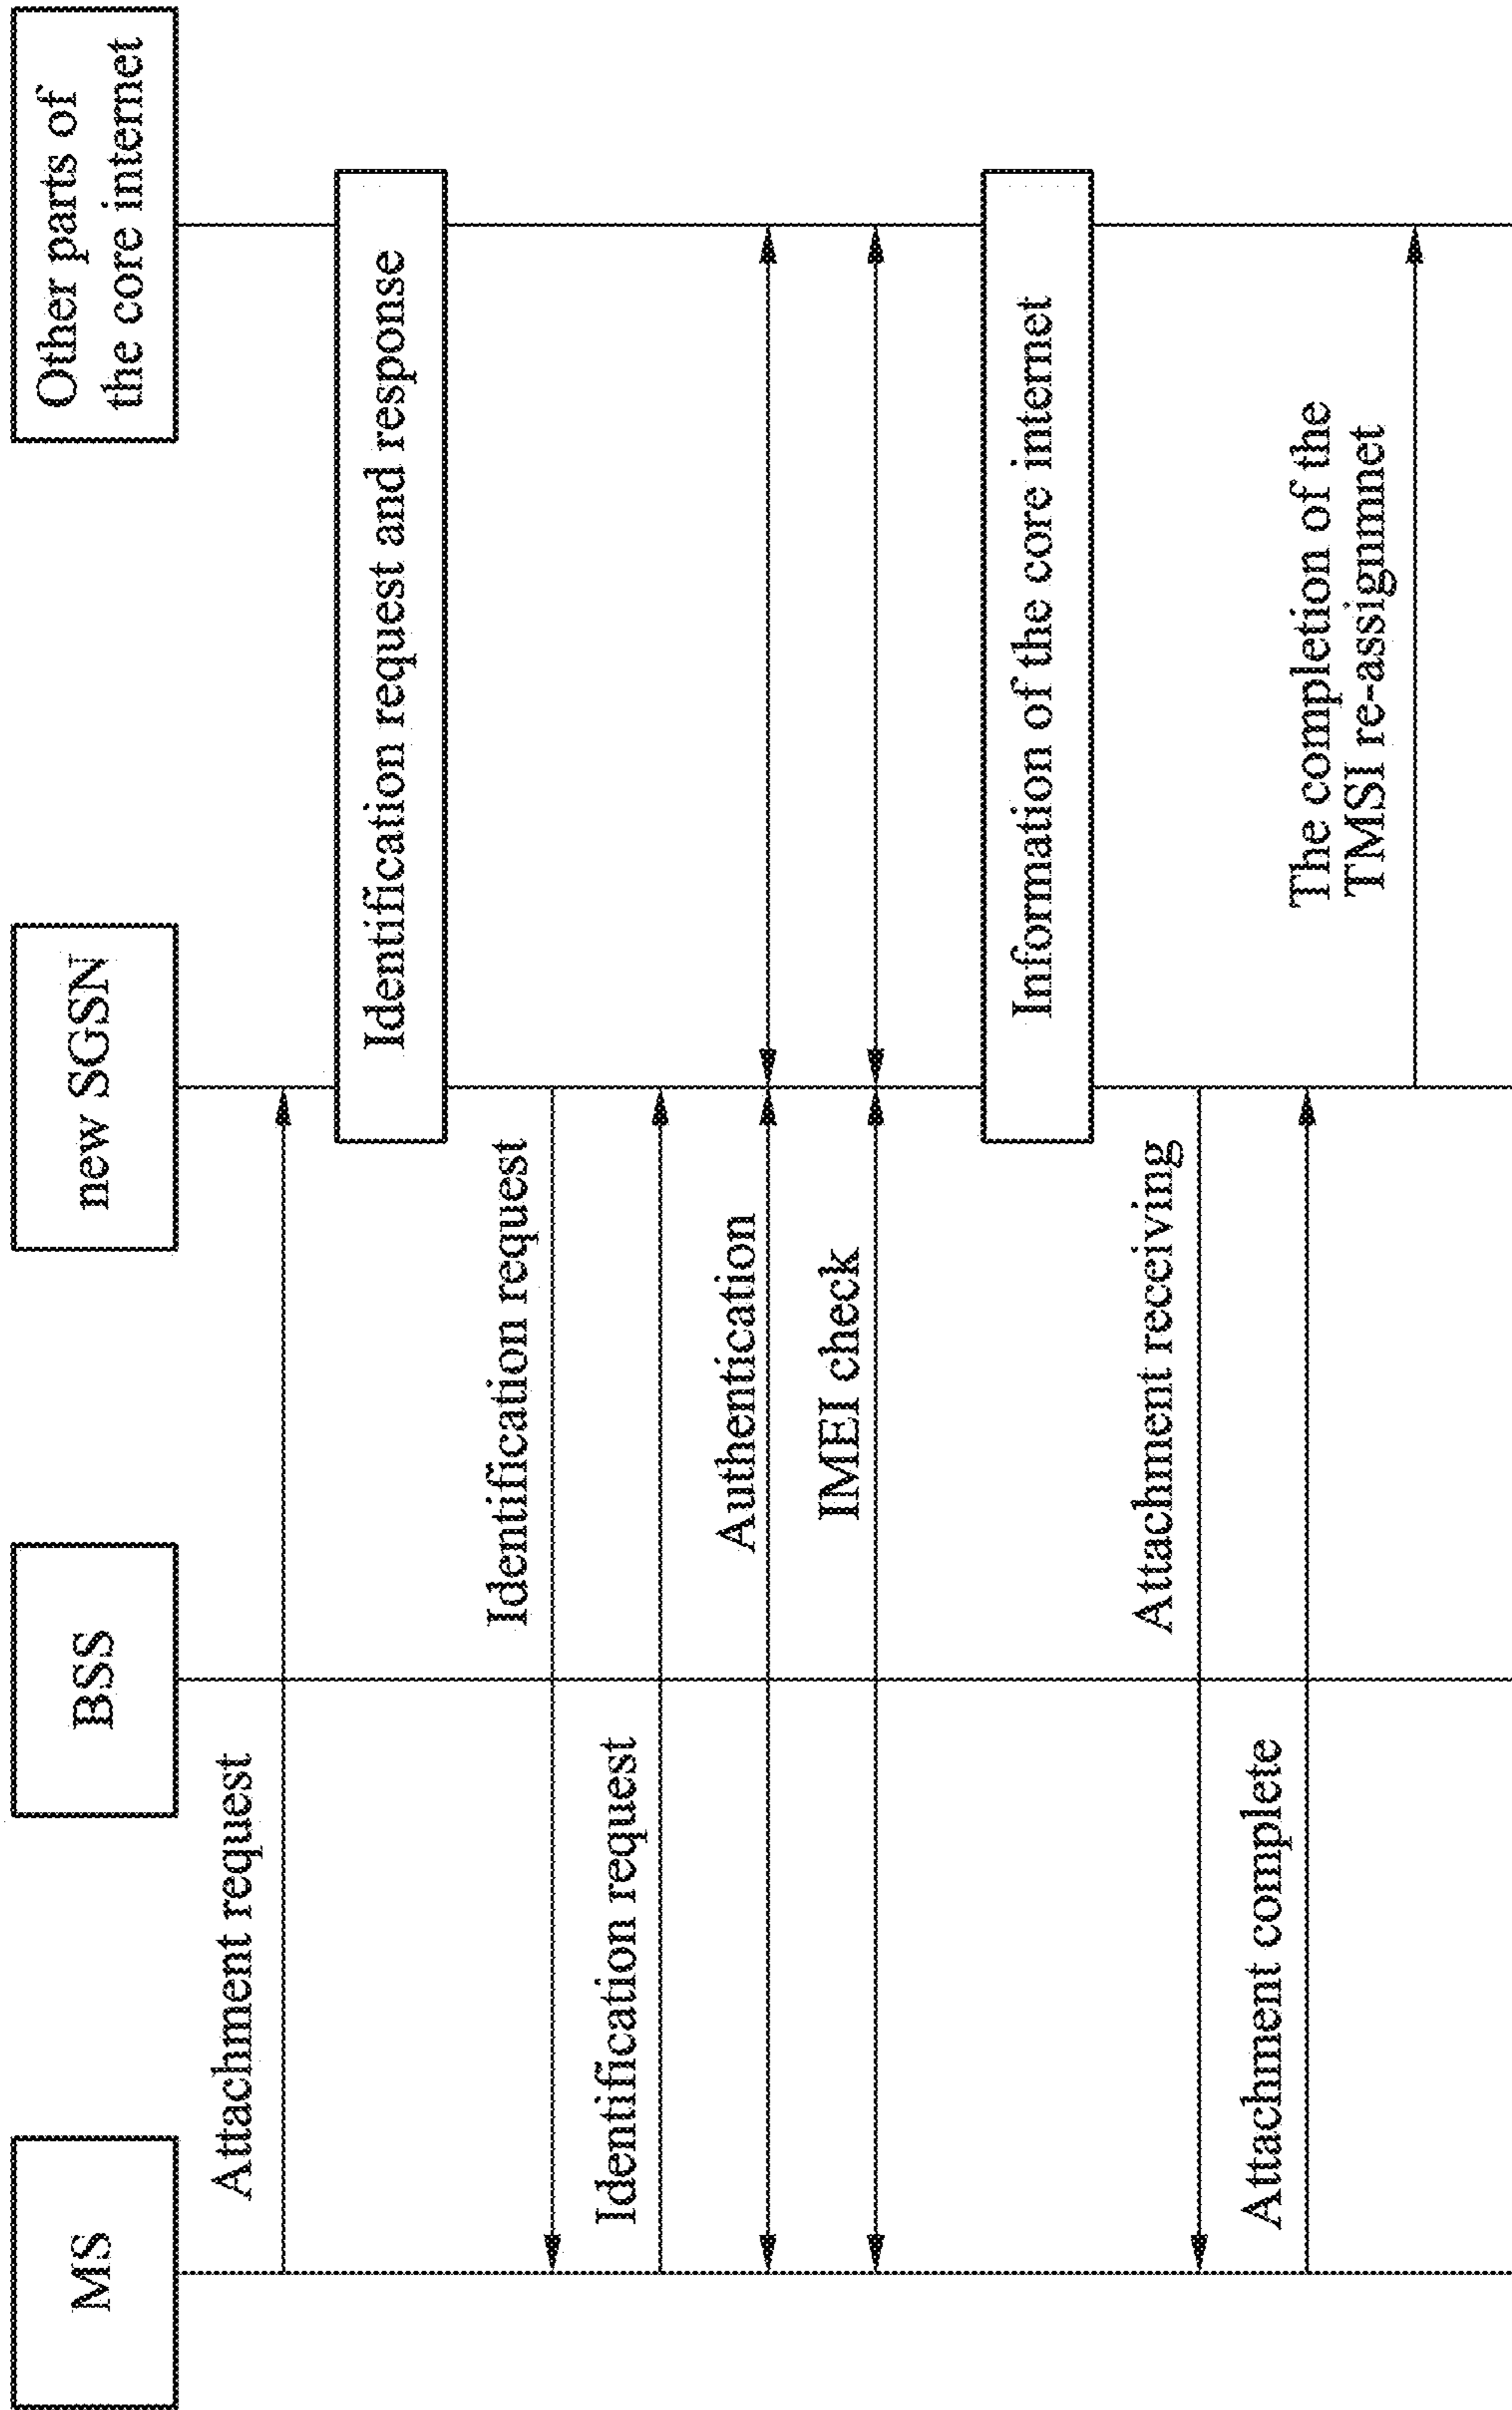 MS
BSS
new SGSN
Other parts of
the core internet
Attachment request
Identification request and response
Identification request
Identification request
Authentication
IMEI check
Information of the core internet
Attachment receiving
Attachment complete
The completion of the
TMSI re-assignmnet